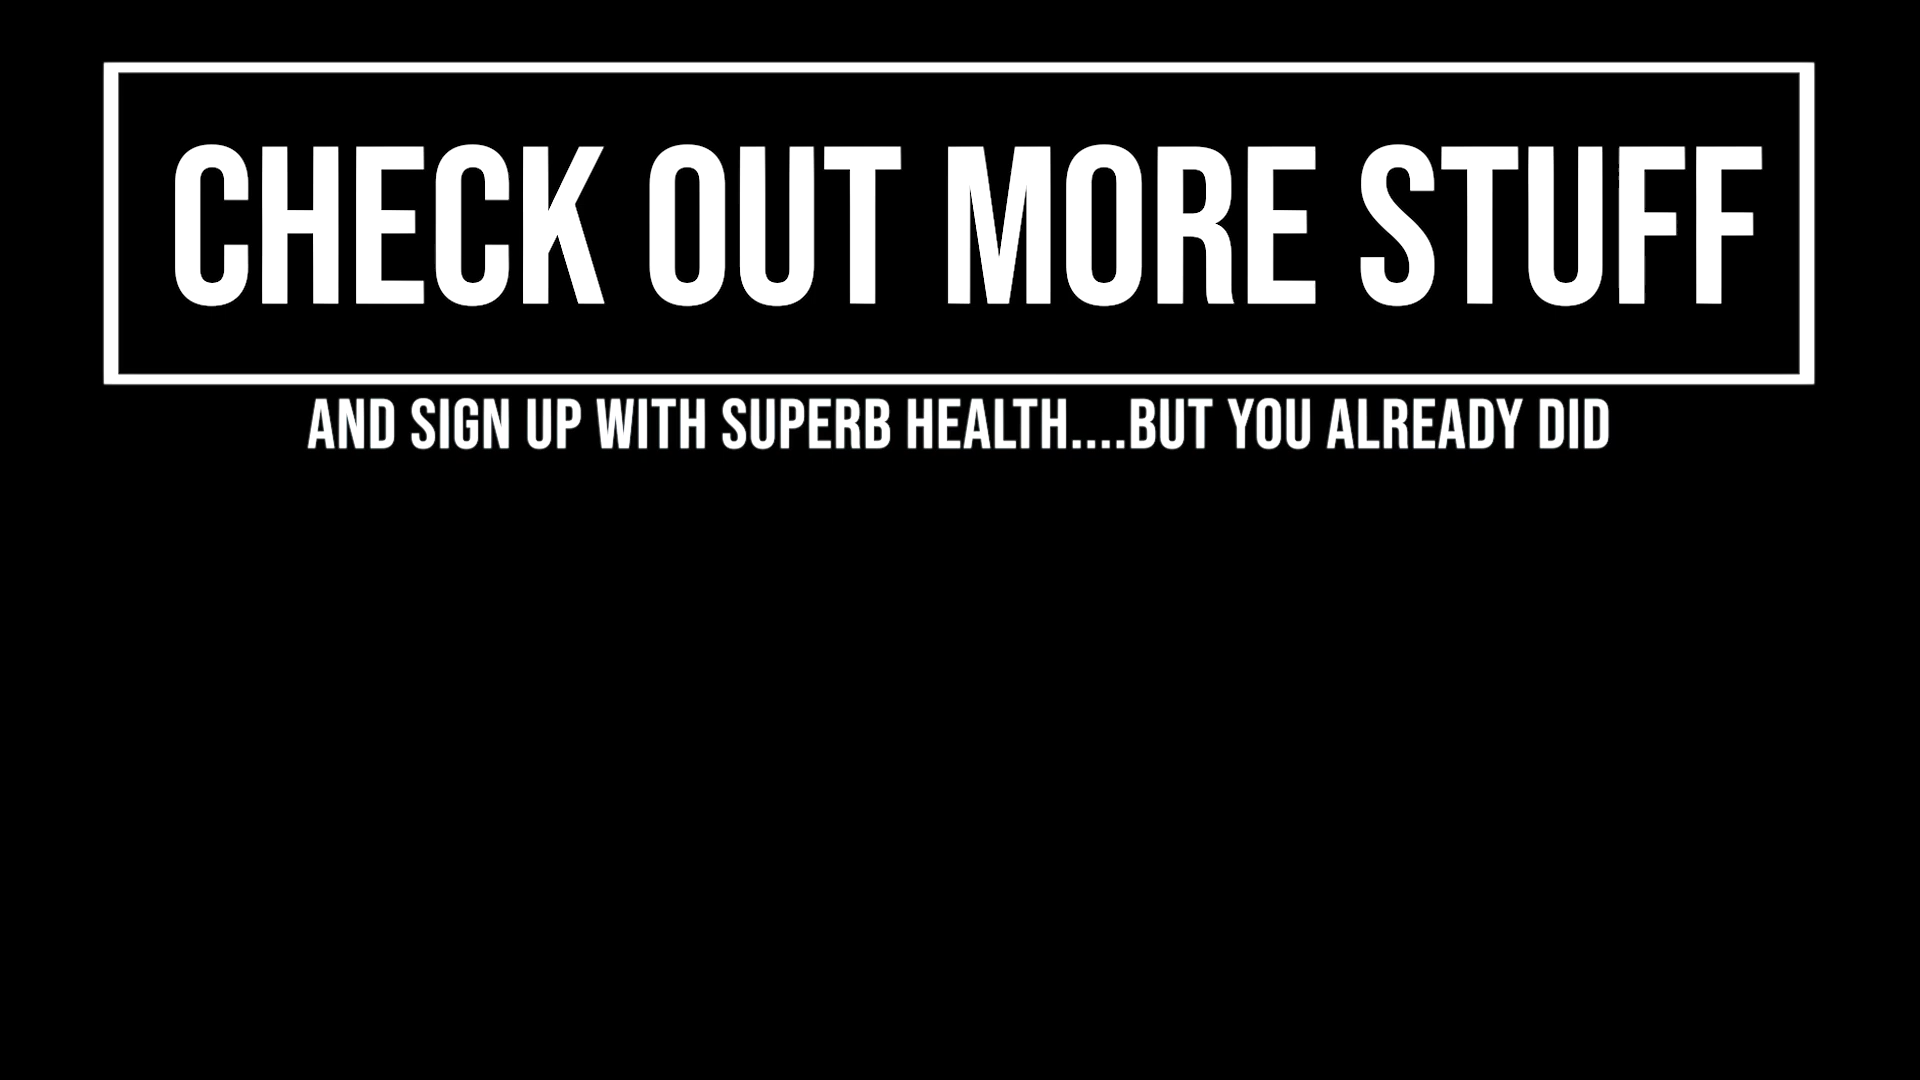 CHECK OUT MORE STUFF
AND SIGN UP WITH SUPERB HEALTH....BUT YOU ALREADY DID